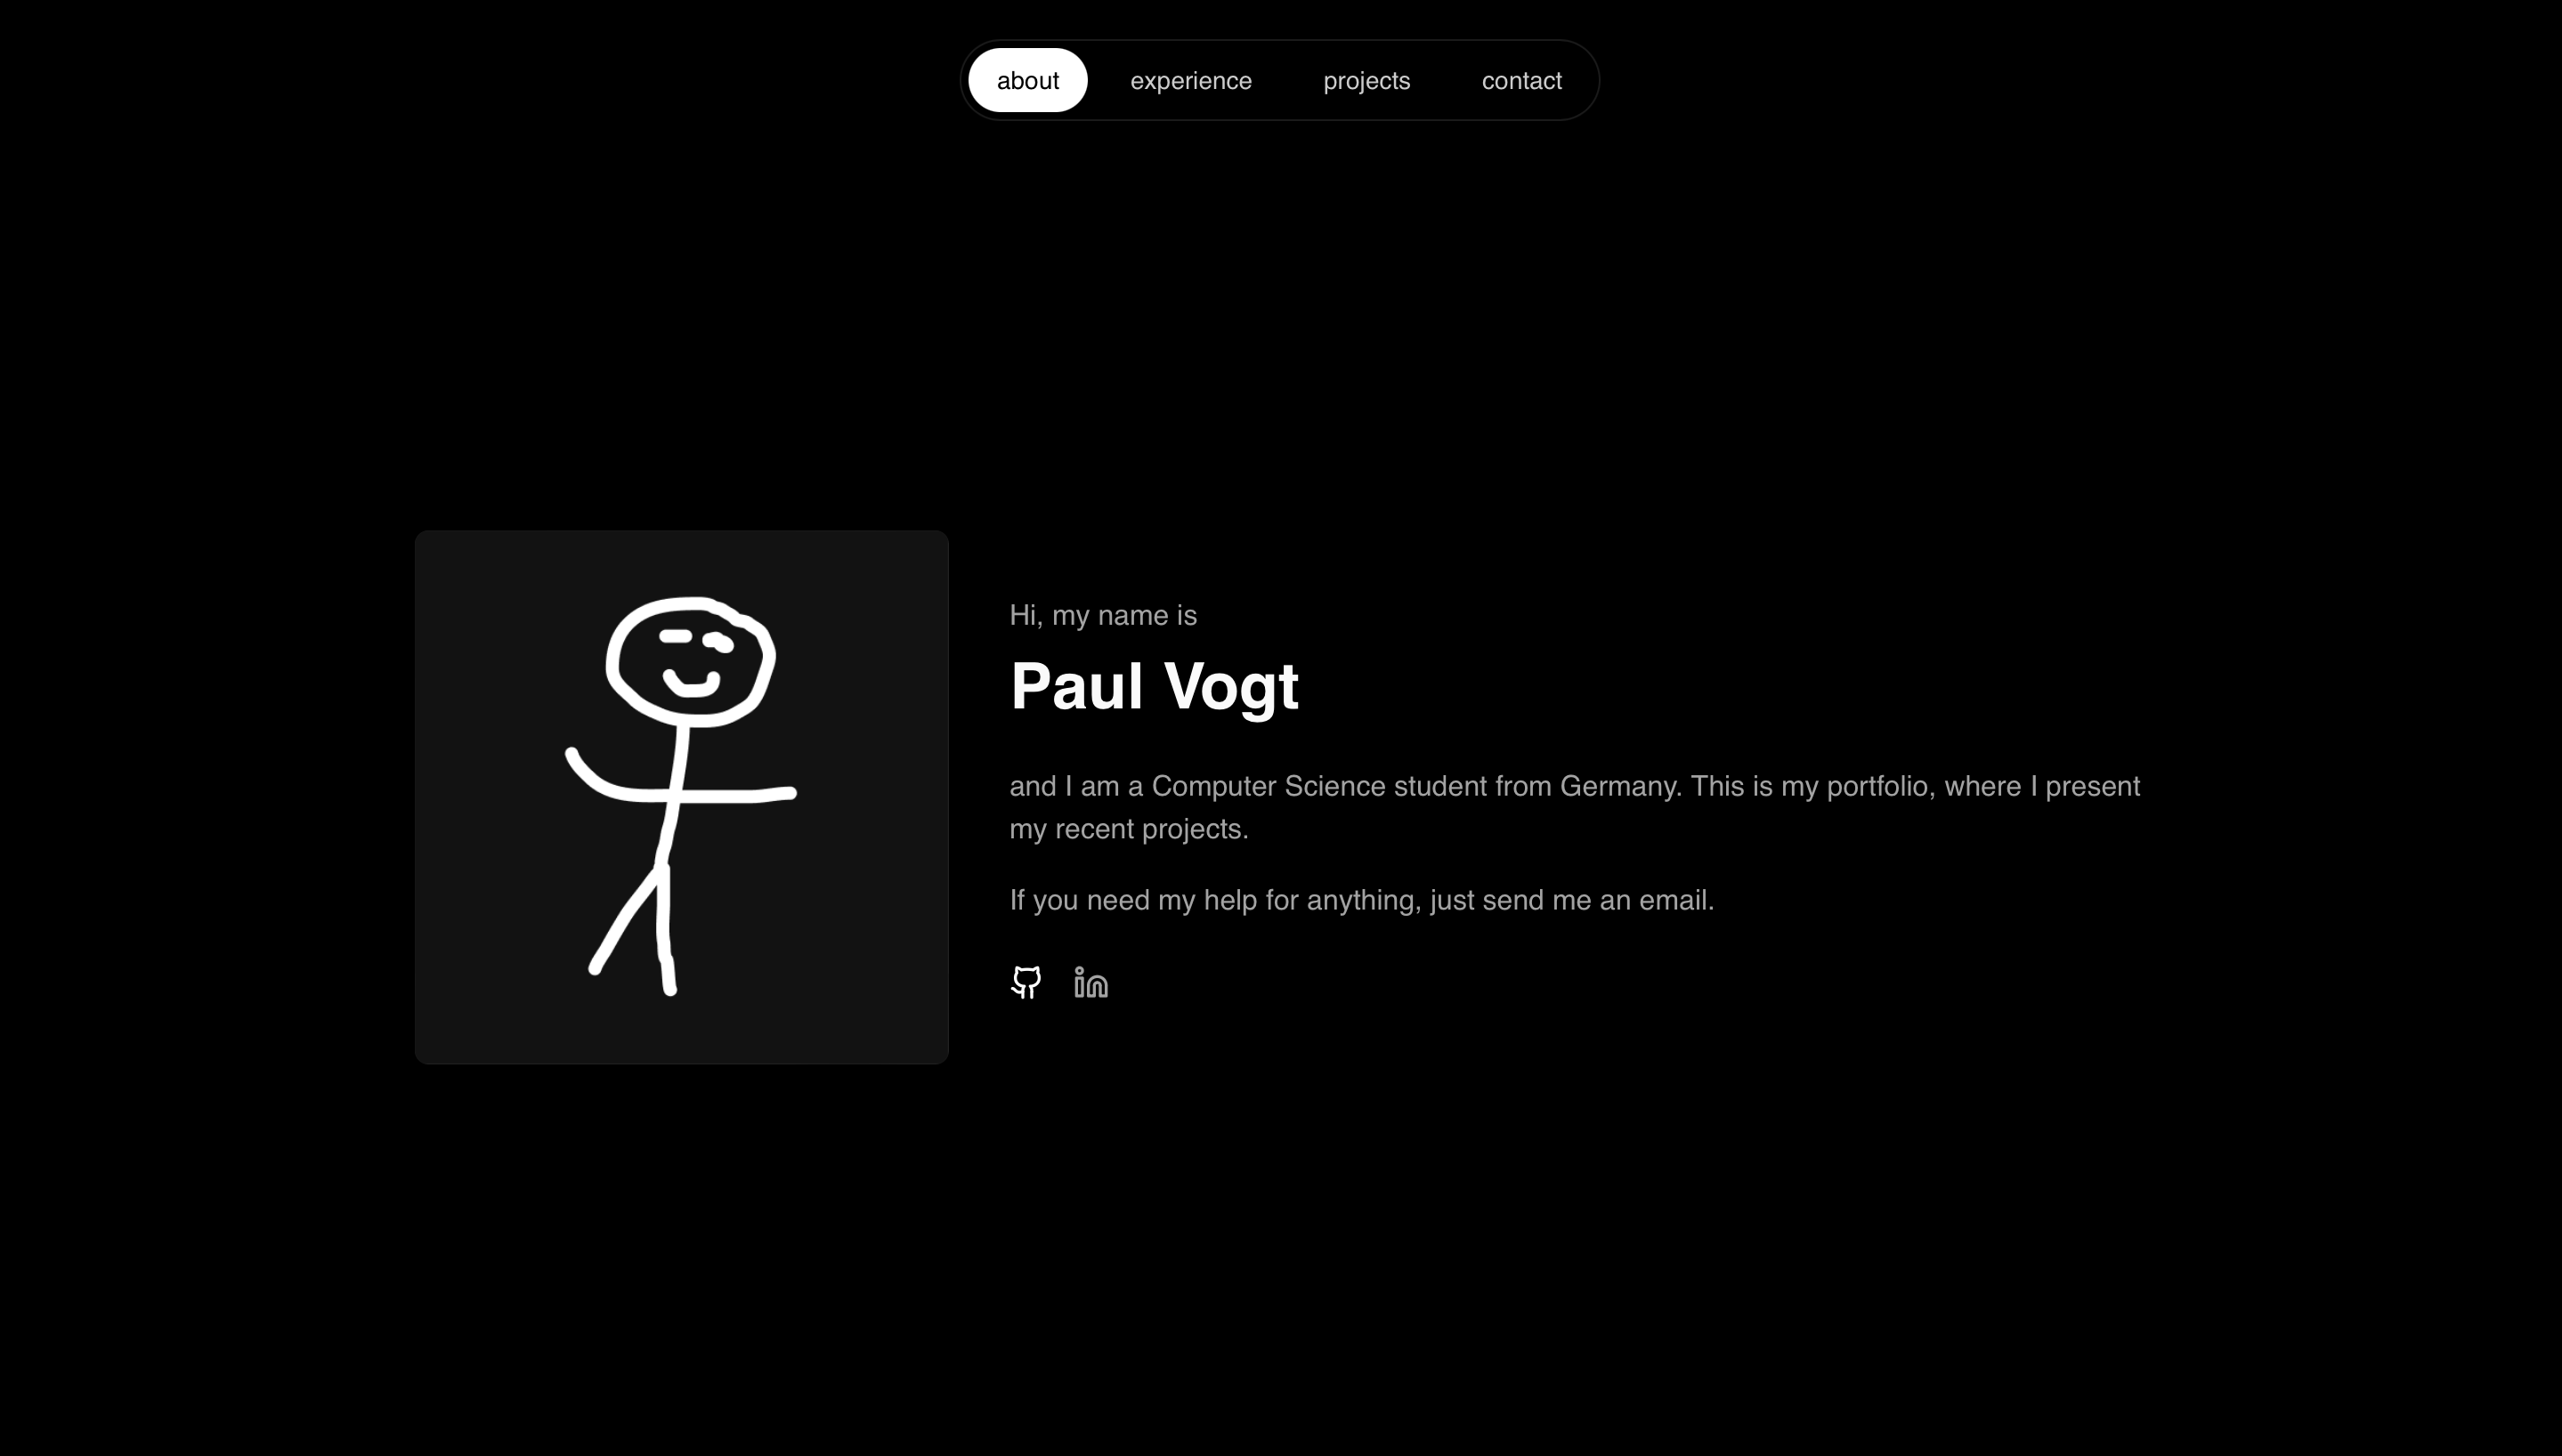 about
experience
projects
contact
Hi, my name is
Paul Vogt
and I am a Computer Science student from Germany. This is my portfolio, where I present
my recent projects.
If you need my help for anything, just send me an email.